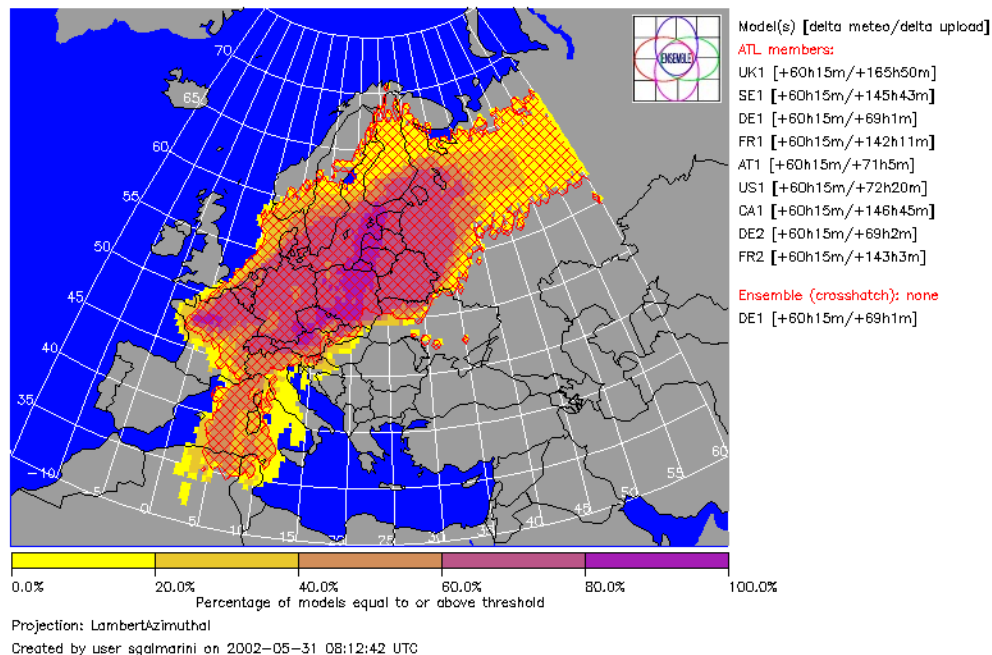 Model(s) [delta meteo/delta upload]
ATL members:
UK1 [+60h15m/+165h50m]
SE1 [+60h15m/+145h43m]
DE1 [+60h15m/+69h1m]
FR1 [+60h15m/+142h11m]
AT1 [+60h15m/+71h5m]
US1 [+60h15m/+72h20m]
CA1 [+60h15m/+146h45m]
DE2 [+60h15m/+69h2m]
FR2 [+60h15m/+143h3m]
Ensemble (crosshatch): none
DE1 [+60h15m/+69h1m]
ENSEMBLE
70
65
60
55
50
45
40
35
-10
-5
0
5
10
15
20
25
30
35
40
45
50
55
60
0.0%
20.0%
40.0%
60.0%
80.0%
100.0%
Percentage of models equal to or above threshold
Projection: LambertAzimuthal
Created by user sgalmarini on 2002-05-31 08:12:42 UTC